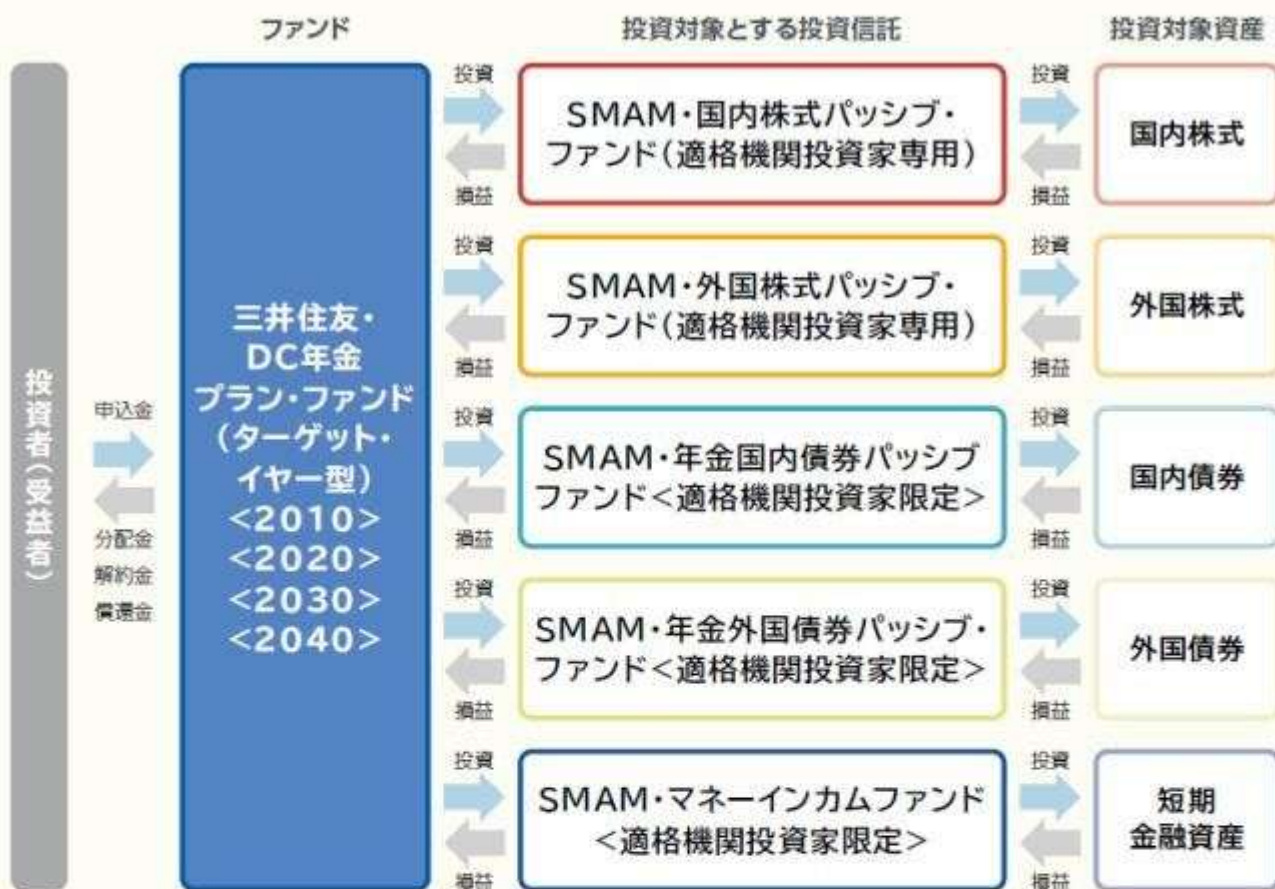 ファンド
投資対象とする投資信託
投資対象資産
投資者(受益者)
申込金
分配金
解約金
償還金
三井住友・
DC年金
プラン・ファンド
(ターゲット・
イヤー型)
<2010>
<2020>
<2030>
<2040>
投資
損益
SMAM・国内株式パッシブ・
ファンド(適格機関投資家専用)
投資
損益
国内株式
投資
損益
SMAM・外国株式パッシブ・
ファンド(適格機関投資家専用)
投資
損益
外国株式
投資
損益
SMAM・年金国内債券パッシブ
ファンド<適格機関投資家限定>
投資
損益
国内債券
投資
損益
SMAM・年金外国債券パッシブ・
ファンド<適格機関投資家限定>
投資
損益
外国債券
投資
損益
SMAM・マネーインカムファンド
<適格機関投資家限定>
投資
損益
短期
金融資産